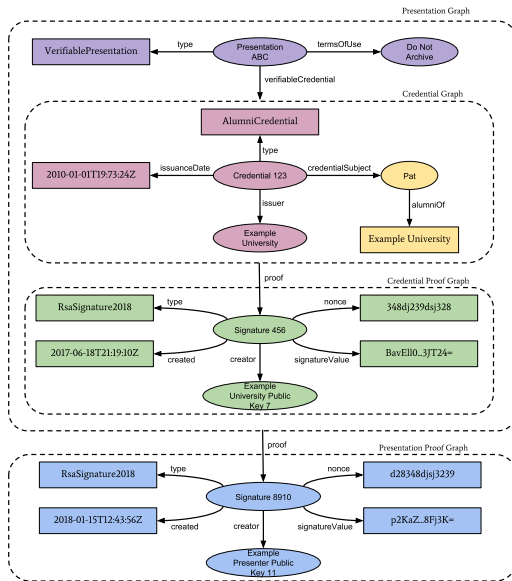 Presentation Graph
VerifiablePresentation
type
Presentation
ABC
termsOfUse
Do Not
Archive
verifiableCredential
Credential Graph
AlumniCredential
type
2010-01-01T19:73:24Z
issuanceDate
Credential 123
credentialSubject
Pat
issuer
alumniOf
Example
University
Example University
proof
Credential Proof Graph
RsaSignature2018
type
nonce
348dj239dsj328
Signature 456
2017-06-18T21:19:10Z
created
creator
signatureValue
BavEll0..3JT24=
Example
University Public
Key 7
proof
Presentation Proof Graph
RsaSignature2018
type
nonce
d28348djsj3239
Signature 8910
2018-01-15T12:43:56Z
created
creator
signatureValue
p2KaZ..8Fj3K=
Example
Presenter Public
Key 11